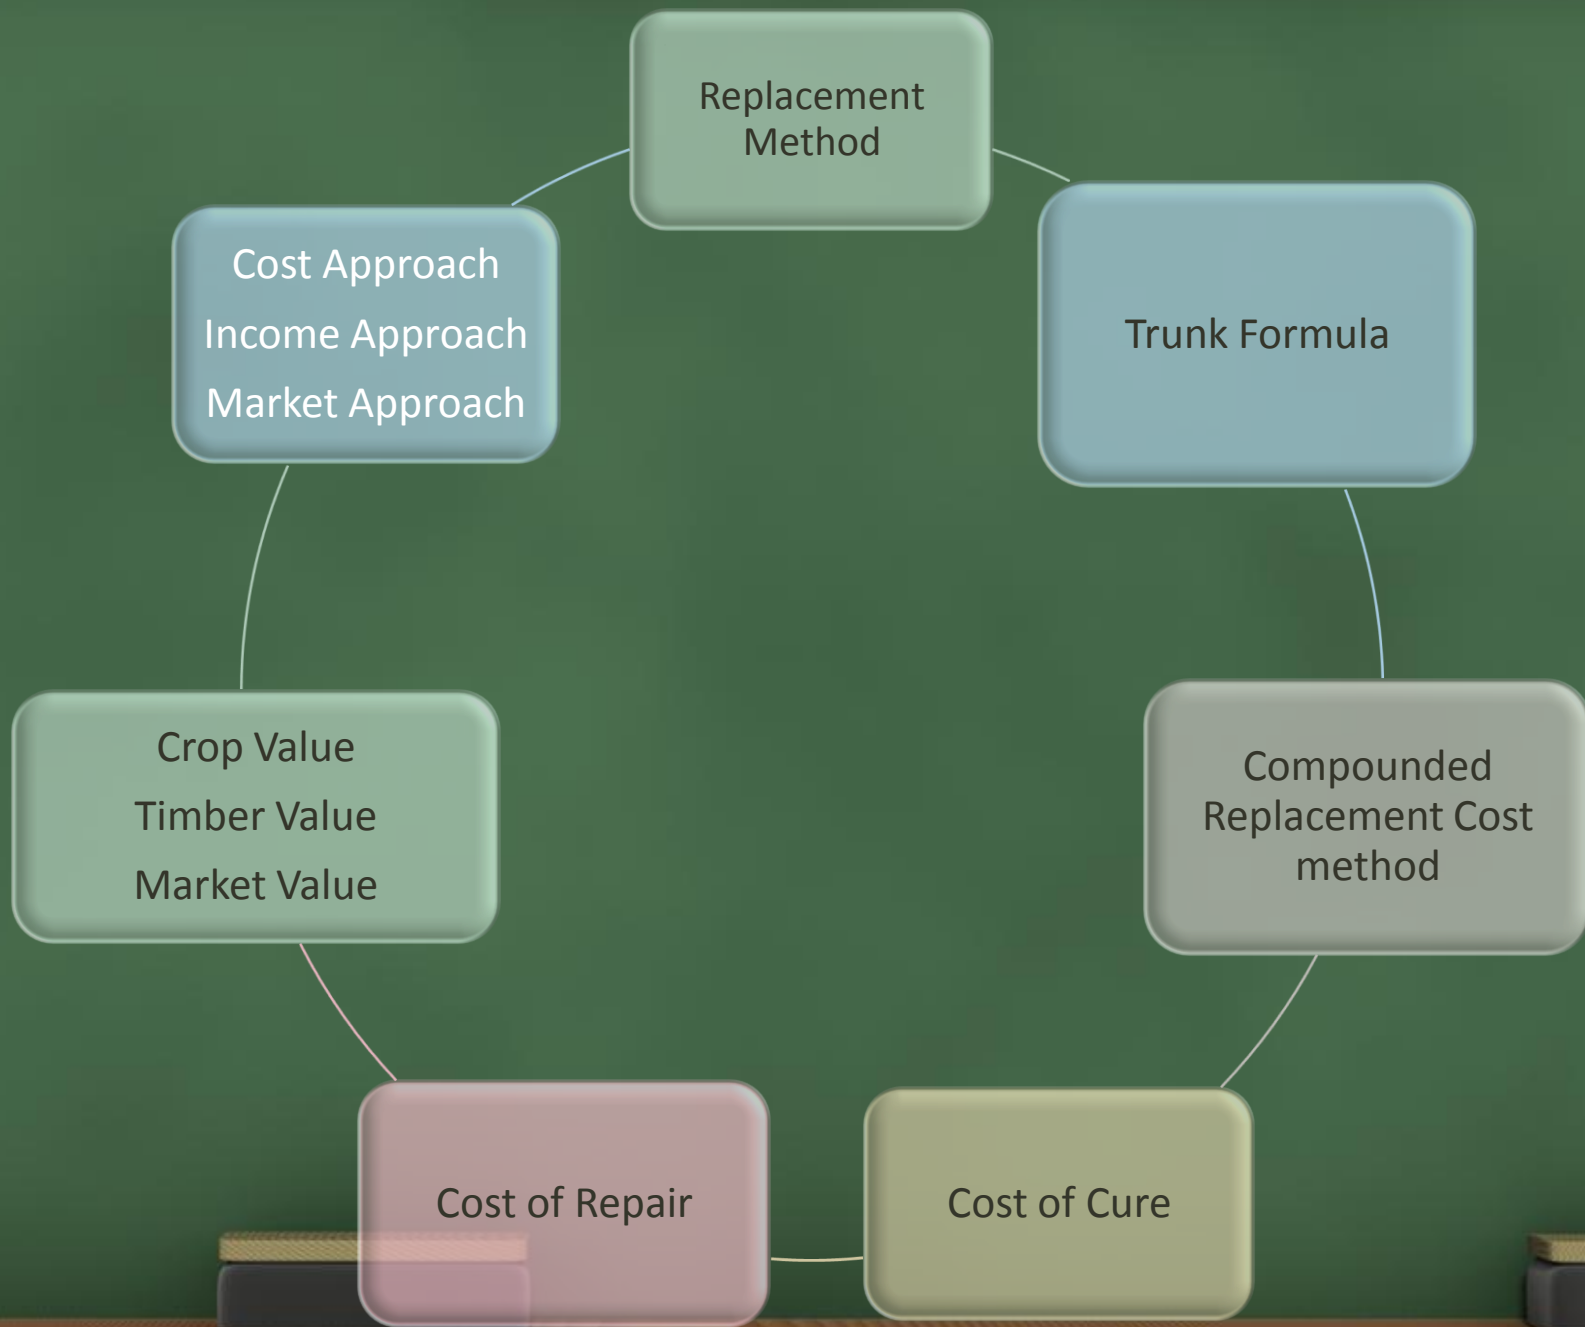 Replacement
Method
Trunk Formula
Compounded
Replacement Cost
method
Cost of Cure
Cost of Repair
Crop Value
Timber Value
Market Value
Cost Approach
Income Approach
Market Approach